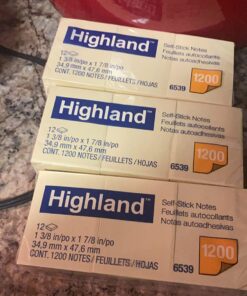 Highland™
12
1 3/8 in/po x 1 7/8 in/po
34,9 mm x 47,6 mm
CONT. 1200 NOTES/FEUILLETS/HOJAS
Self-Stick Notes
Feuillets autocollants
Notas autoadhesivas
1200
6539
Highland™
12
1 3/8 in/po x 1 7/8 in/po
34,9 mm x 47,6 mm
CONT. 1200 NOTES/FEUILLETS/HOJAS
Self-Stick Notes
Feuillets autocollants
Notas autoadhesivas
1200
6539
Highland™
12
1 3/8 in/po x 1 7/8 in/po
34,9 mm x 47,6 mm
CONT. 1200 NOTES/FEUILLETS/HOJAS
Self-Stick Notes
Feuillets autocollants
Notas autoadhesivas
1200
6539